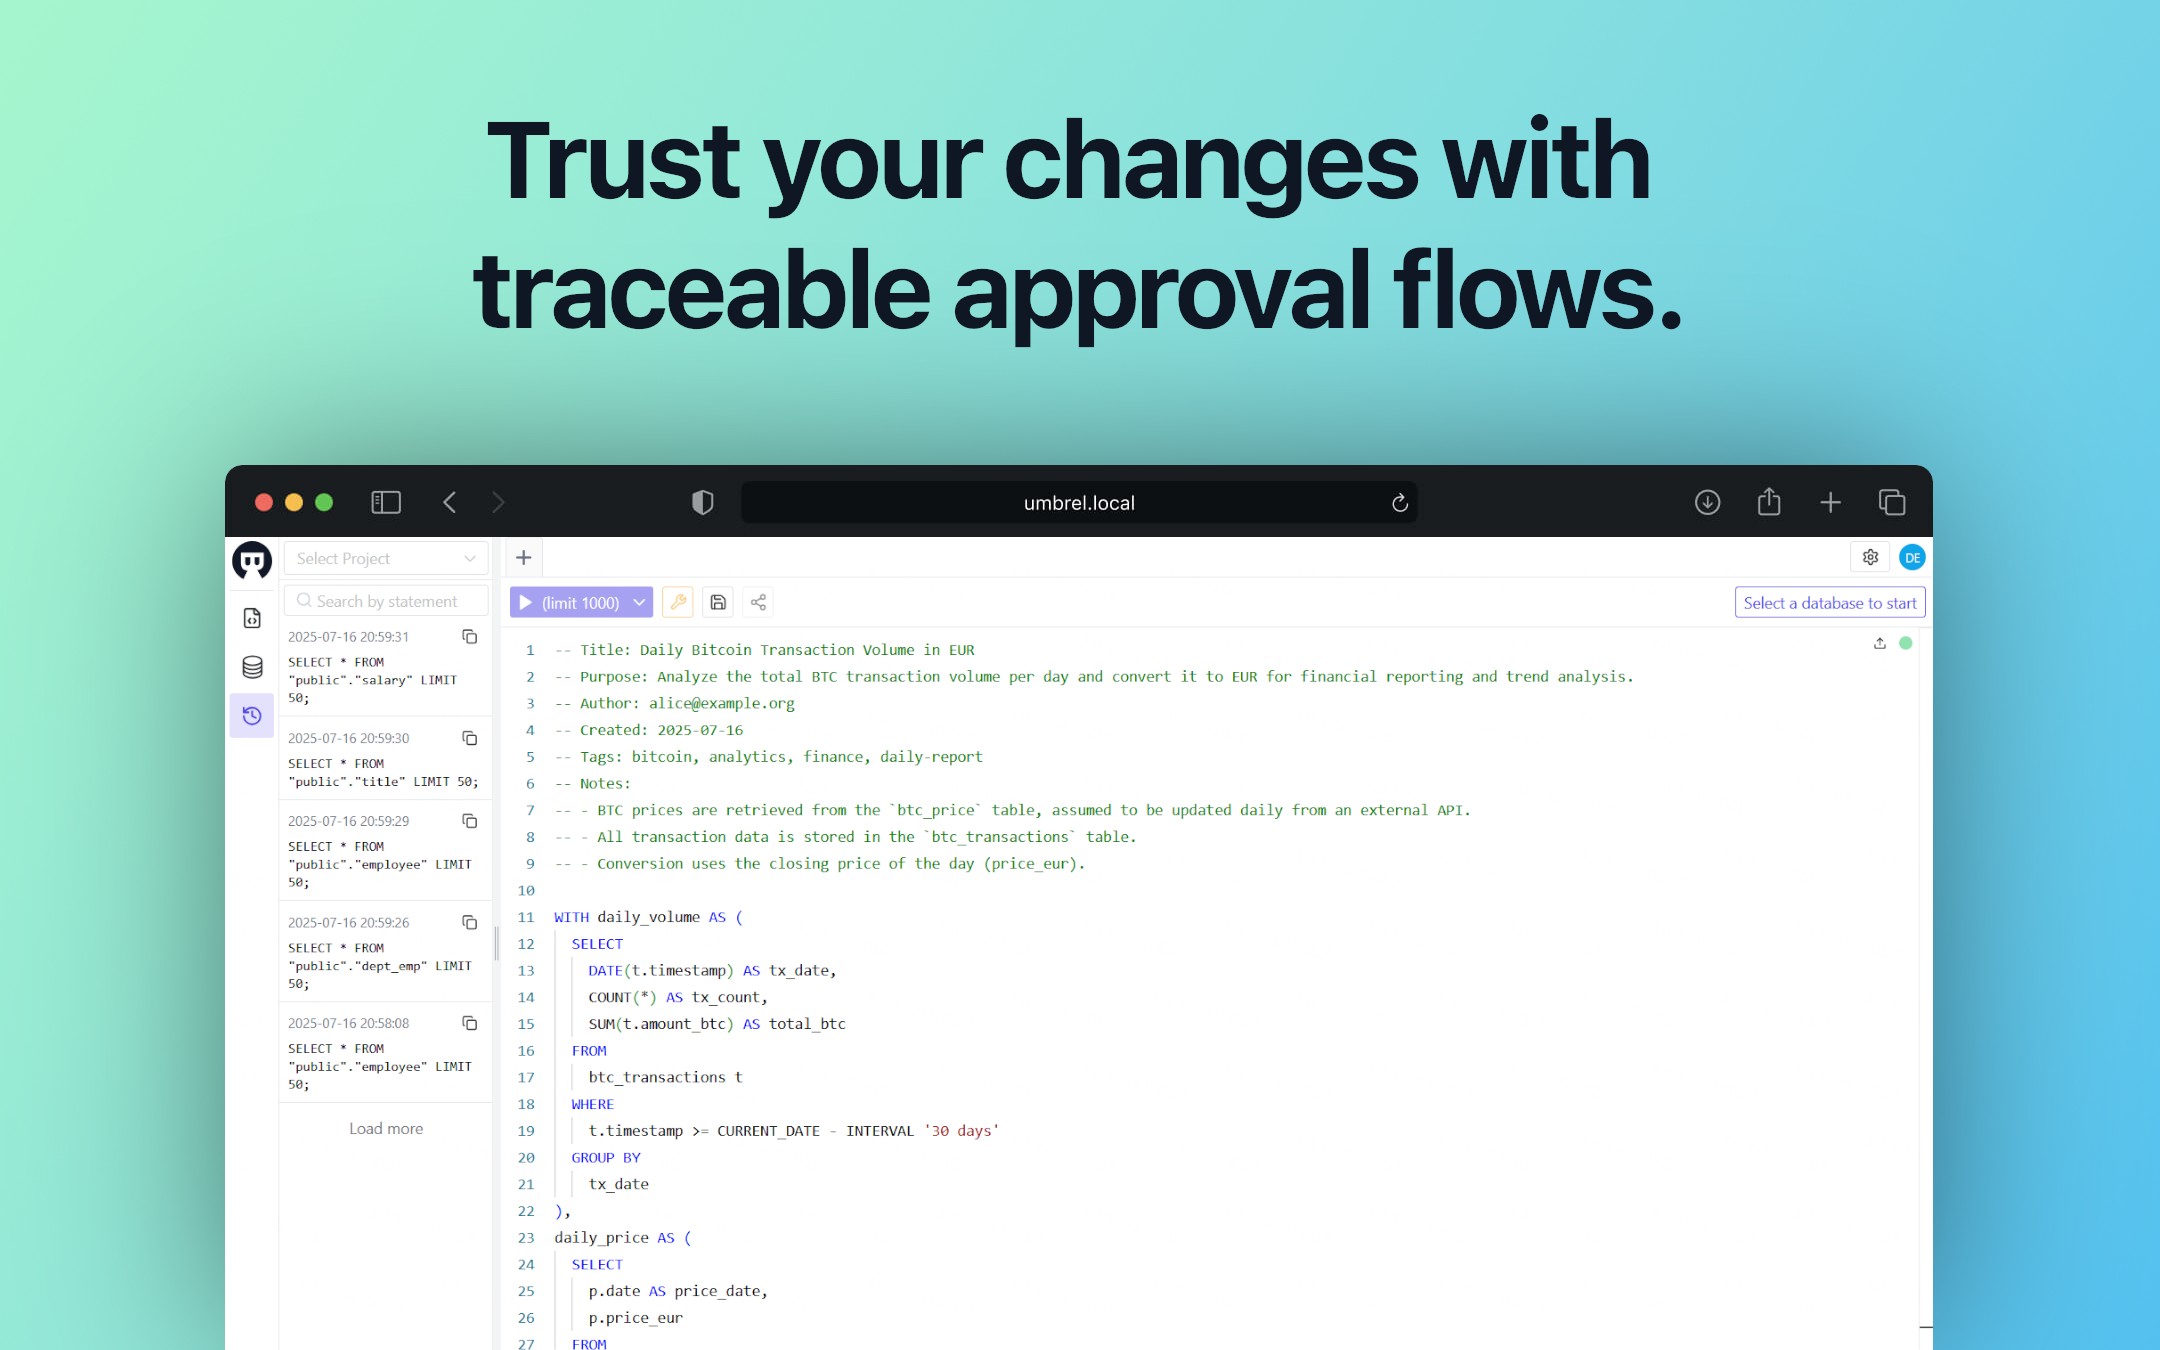 Trust your changes with
traceable approval flows.
umbrel.local
Select Project
DE
Search by statement
(limit 1000)
Select a database to start
2025-07-16 20:59:31
SELECT * FROM
"public"."salary" LIMIT
50;
2025-07-16 20:59:30
SELECT * FROM
"public"."title" LIMIT 50;
2025-07-16 20:59:29
SELECT * FROM
"public"."employee" LIMIT
50;
2025-07-16 20:59:26
SELECT * FROM
"public"."dept_emp" LIMIT
50;
2025-07-16 20:58:08
SELECT * FROM
"public"."employee" LIMIT
50;
Load more
1 -- Title: Daily Bitcoin Transaction Volume in EUR
2 -- Purpose: Analyze the total BTC transaction volume per day and convert it to EUR for financial reporting and trend analysis.
3 -- Author: alice@example.org
4 -- Created: 2025-07-16
5 -- Tags: bitcoin, analytics, finance, daily-report
6 -- Notes:
7 -- - BTC prices are retrieved from the `btc_price` table, assumed to be updated daily from an external API.
8 -- - All transaction data is stored in the `btc_transactions` table.
9 -- - Conversion uses the closing price of the day (price_eur).
10
11 WITH daily_volume AS (
12 SELECT
13 DATE(t.timestamp) AS tx_date,
14 COUNT(*) AS tx_count,
15 SUM(t.amount_btc) AS total_btc
16 FROM
17 btc_transactions t
18 WHERE
19 t.timestamp >= CURRENT_DATE - INTERVAL '30 days'
20 GROUP BY
21 tx_date
22 ),
23 daily_price AS (
24 SELECT
25 p.date AS price_date,
26 p.price_eur
27 FROM